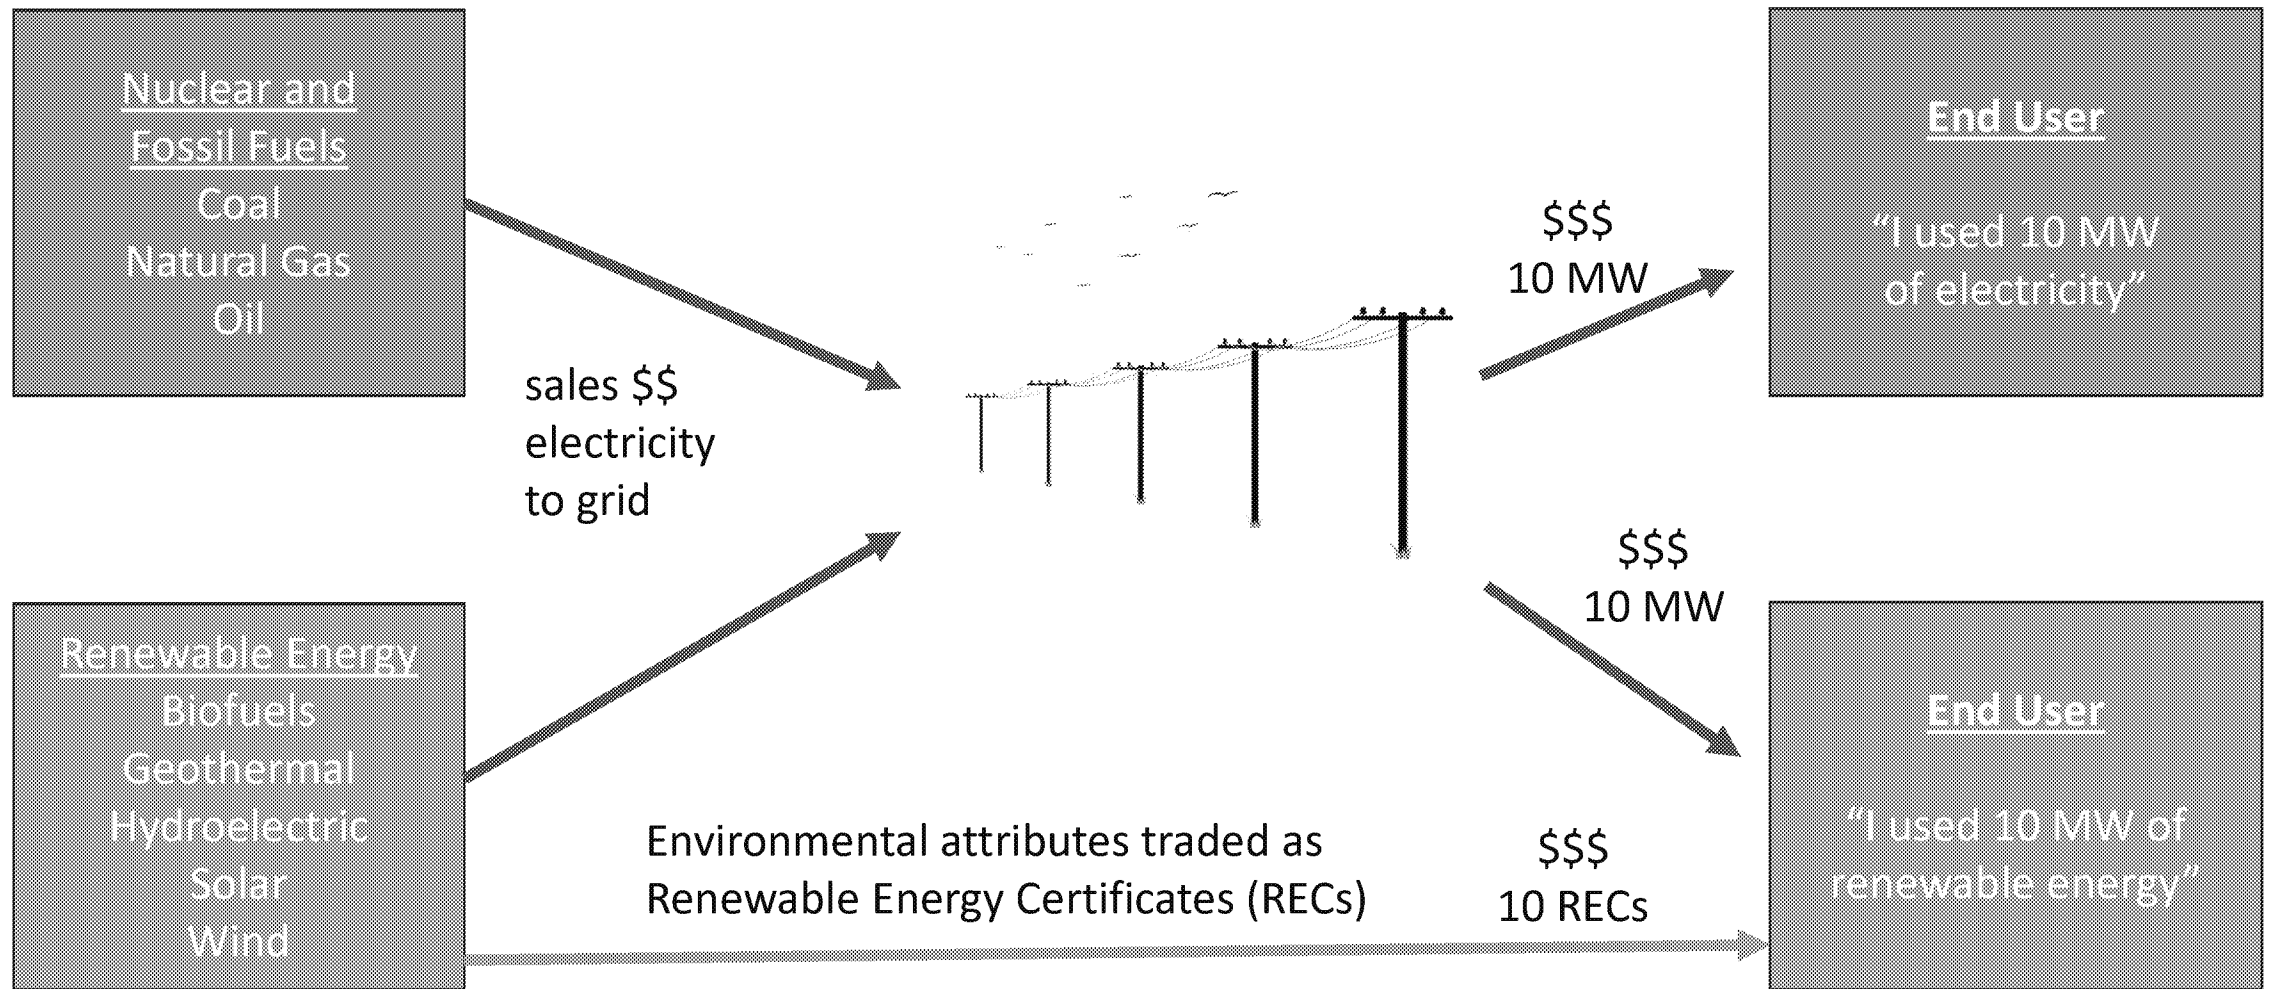 Nuclear and
Fossil Fuels
Coal
Natural Gas
Oil
sales $$
electricity
to grid
$$$
10 MW
End User
“I used 10 MW
of electricity”
Renewable Energy
Biofuels
Geothermal
Hydroelectric
Solar
Wind
Environmental attributes traded as
Renewable Energy Certificates (RECs)
$$$
10 MW
$$$
10 RECs
End User
“I used 10 MW of
renewable energy”